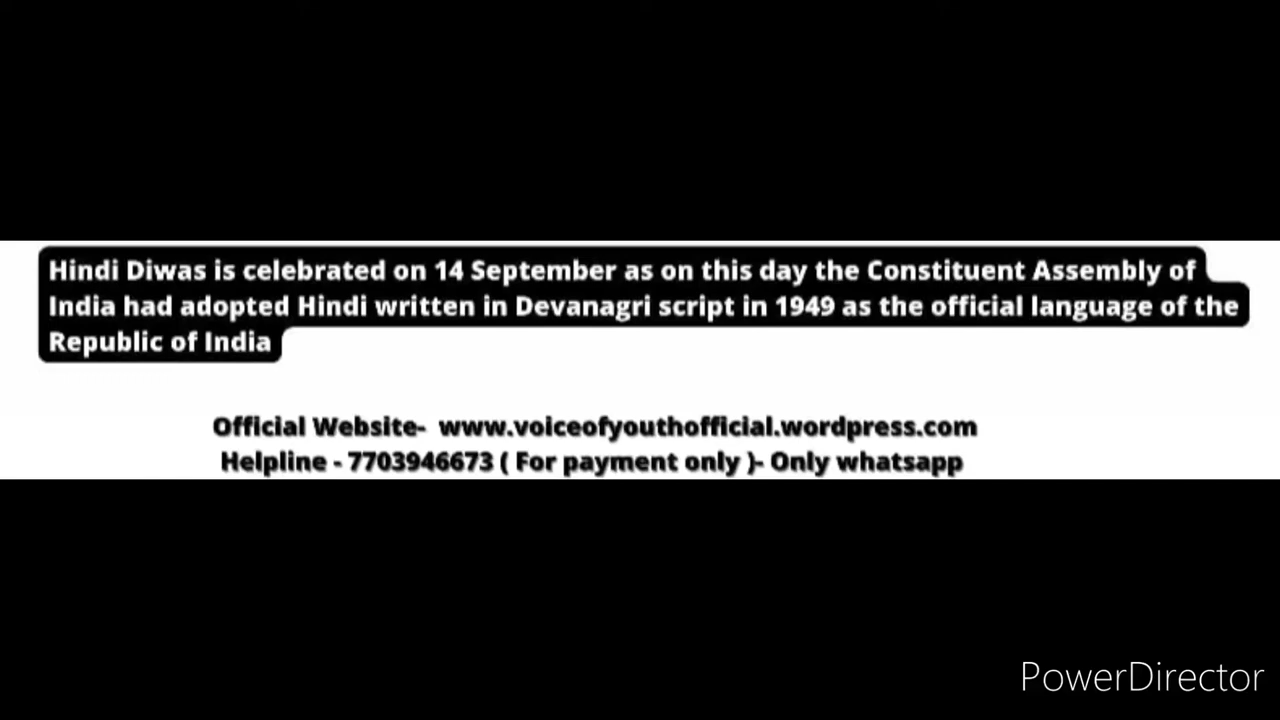 Hindi Diwas is celebrated on 14 September as on this day the Constituent Assembly of
India had adopted Hindi written in Devanagri script in 1949 as the official language of the
Republic of India
Official Website-  www.voiceofyouthofficial.wordpress.com
Helpline - 7703946673 ( For payment only )- Only whatsapp
PowerDirector